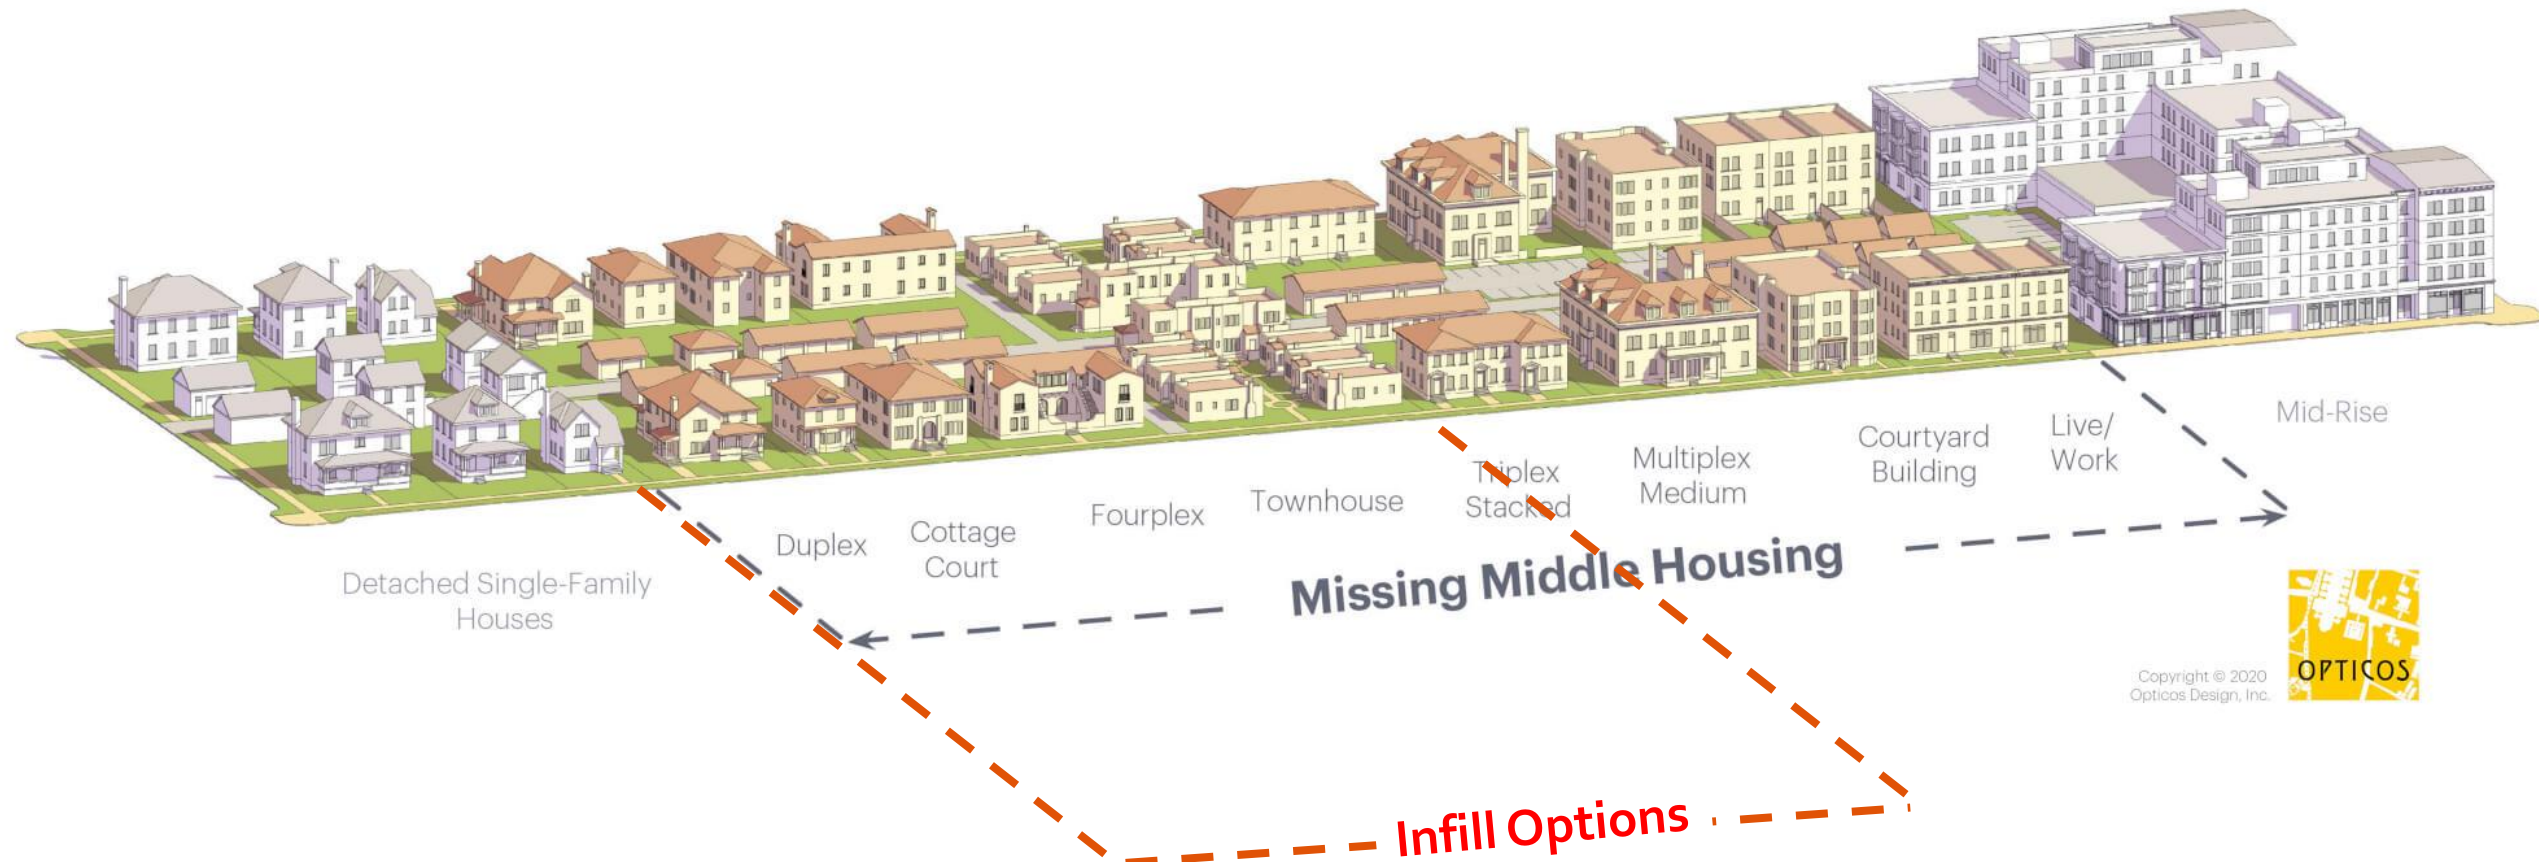 Detached Single-Family
Houses
Duplex
Cottage
Court
Fourplex
Townhouse
Triplex
Stacked
Multiplex
Medium
Courtyard
Building
Live/
Work
Mid-Rise
Missing Middle Housing
Copyright © 2020
Opticos Design, Inc.
OPTICOS
Infill Options